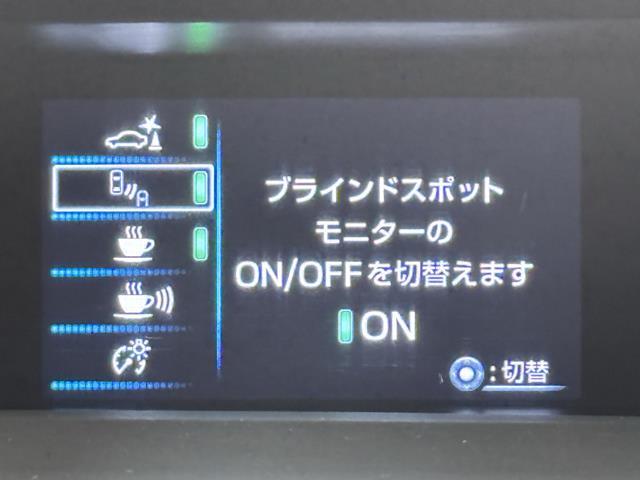 ブラインドスポット
モニターの
ON/OFFを切替えます
ON
:切替
A